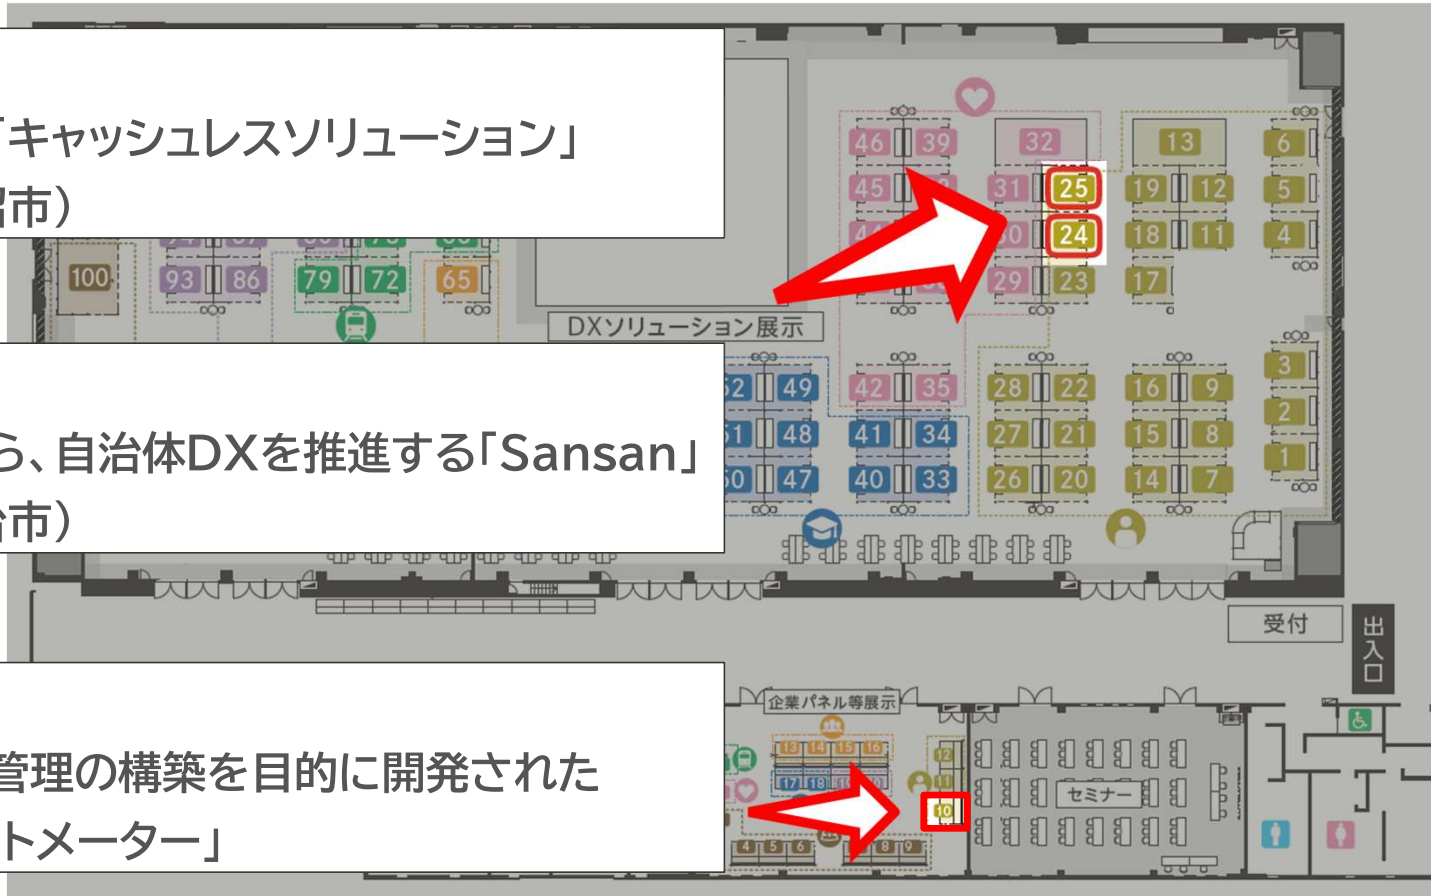 「キャッシュレスソリューション」
市）
46 39 32 13 6
45 31 25 19 12 5
24 18 11 4
100 93 86 79 72 65 29 23 17
DXソリューション展示
3
49 42 35 28 22 16 9
2
48 41 34 27 21 15 8
1
47 40 33 26 20 14 7
ら、自治体DXを推進する「Sansan」
台市）
受付
出入口
企業パネル等展示
管理の構築を目的に開発された
トメーター」
13 14 15 16 12
17 18 11
10
セミナー
4 5 6 8 9